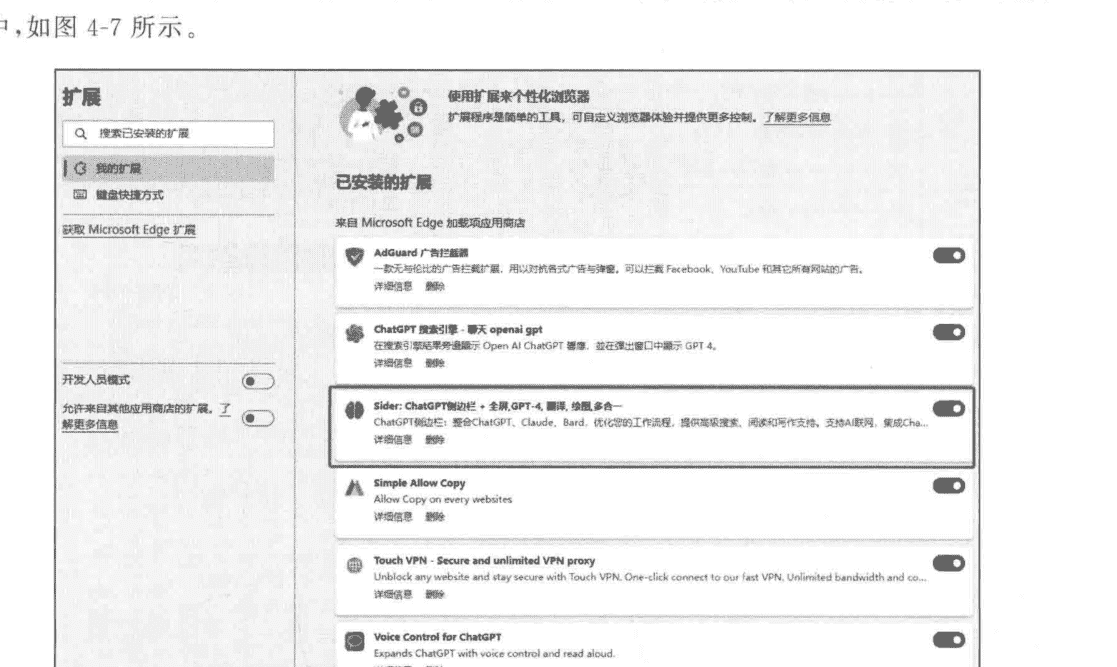 中,如图 4-7 所示。
扩展
搜索已安装的扩展
我的扩展
键盘快捷方式
获取 Microsoft Edge 扩展
开发人员模式
允许来自其他应用商店的扩展。了
解更多信息
使用扩展来个性化浏览器
扩展程序是简单的工具，可自定义浏览器体验并提供更多控制。了解更多信息
已安装的扩展
来自 Microsoft Edge 加载项应用商店
AdGuard 广告拦截器
一款无与伦比的广告拦截扩展，用以对抗各式广告与弹窗。可以拦截 Facebook、YouTube 和其它所有网站的广告。
详细信息 删除
ChatGPT 搜索引擎 - 聊天 openai gpt
在搜索引擎结果旁边显示 Open AI ChatGPT 响应，并在弹出窗口中显示 GPT 4。
详细信息 删除
Sider: ChatGPT侧边栏 + 全屏,GPT-4, 翻译, 绘图,多合一
ChatGPT侧边栏：整合ChatGPT、Claude、Bard，优化您的工作流程，提供高级搜索、阅读和写作支持。支持AI联网，集成Cha...
详细信息 删除
Simple Allow Copy
Allow Copy on every websites
详细信息 删除
Touch VPN - Secure and unlimited VPN proxy
Unblock any website and stay secure with Touch VPN. One-click connect to our fast VPN. Unlimited bandwidth and co...
详细信息 删除
Voice Control for ChatGPT
Expands ChatGPT with voice control and read aloud.